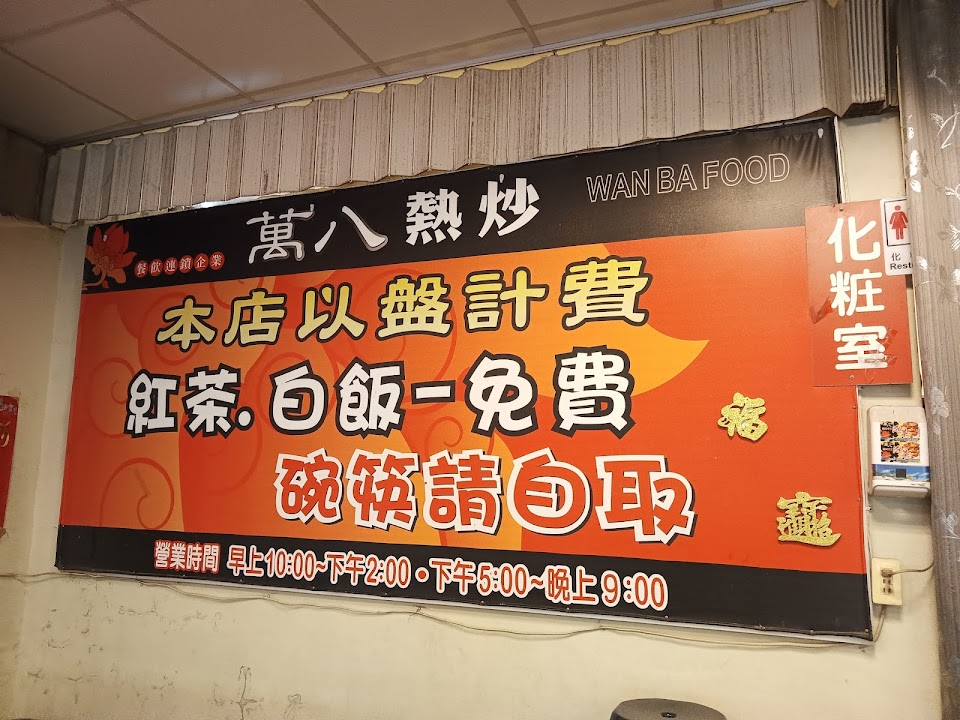 萬八熱炒
WAN BA FOOD
餐飲連鎖企業
本店以盤計費
紅茶.白飯-免費
碗筷請自取
營業時間 早上10:00~下午2:00•下午5:00~晚上9:00
化粧室
化
Rest
福